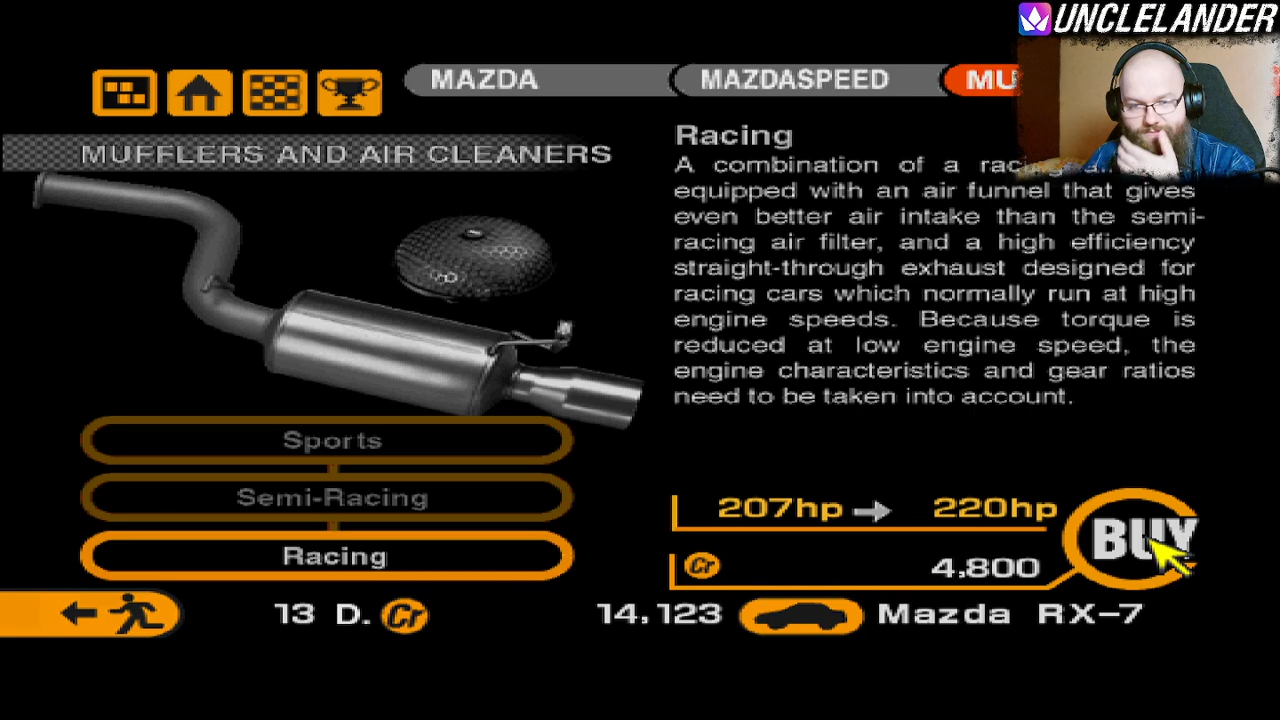 UNCLELANDER
MAZDA
MAZDASPEED
MU
MUFFLERS AND AIR CLEANERS
Racing
A combination of a
equipped with an air funnel that gives
even better air intake than the semi-
racing air filter, and a high efficiency
straight-through exhaust designed for
racing cars which normally run at high
engine speeds. Because torque is
reduced at low engine speed, the
engine characteristics and gear ratios
need to be taken into account.
Sports
Semi-Racing
Racing
207hp 220hp
BUY
Cr 4,800
13 D. Cr 14,123 Mazda RX-7